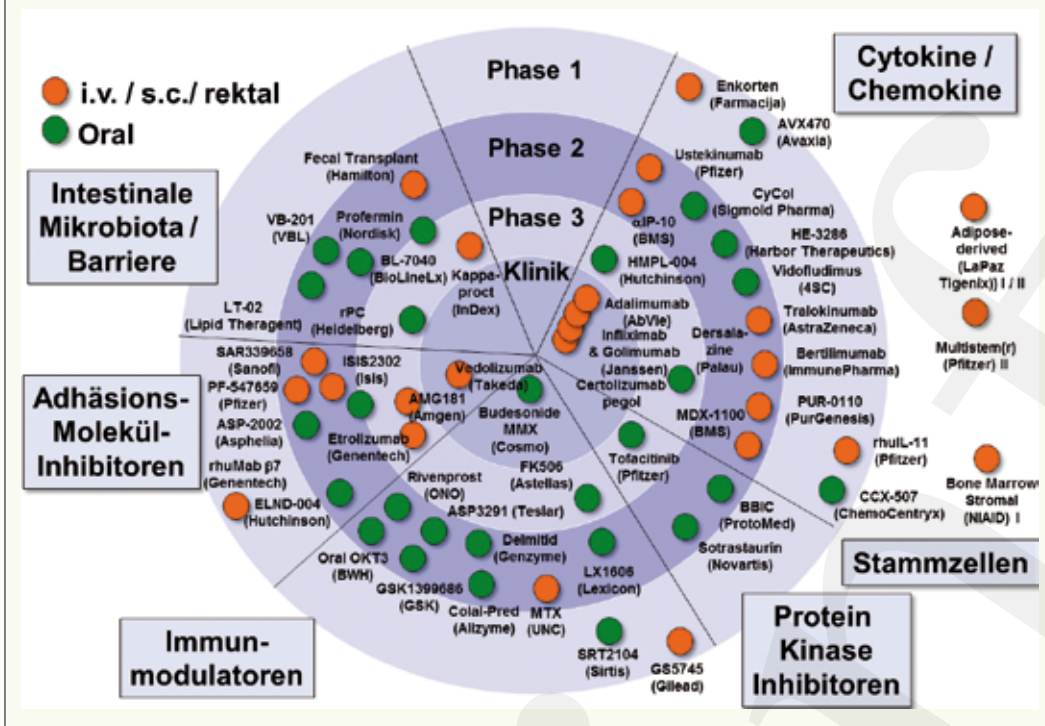 i.v. / s.c./ rektal
Oral
Phase 1
Phase 2
Phase 3
Klinik
Cytokine /
Chemokine
Enkorten
(Farmacija)
AVX470
(Avaxia)
Ustekinumab
(Pfizer)
CyCol
(Sigmoid Pharma)
αIP-10
(BMS)
HE-3286
(Harbor Therapeutics)
HMPL-004
(Hutchinson)
Vidofludimus
(4SC)
Adalimumab
(AbVie)
Tralokinumab
(AstraZeneca)
Infliximab
& Golimumab
(Janssen)
Dersala-
zine
(Palau)
Bertilimumab
(ImmunePharma)
Certolizumab
pegol
PUR-0110
(PurGenesis)
MDX-1100
(BMS)
rhuIL-11
(Pfitzer)
CCX-507
(ChemoCentryx)
Adipose-
derived
(LaPaz
Tigenix)) I / II
Multistem(r)
(Pfitzer) II
Bone Marrow
Stromal
(NIAID) I
Stammzellen
Tofacitinib
(Pfitzer)
BBIC
(ProtoMed)
Sotrastaurin
(Novartis)
GS5745
(Gilead)
Protein
Kinase
Inhibitoren
Intestinale
Mikrobiota /
Barriere
Fecal Transplant
(Hamilton)
VB-201
(VBL)
Profermin
(Nordisk)
BL-7040
(BioLineLx)
Kappa-
proct
(InDex)
LT-02
(Lipid Theragent)
rPC
(Heidelberg)
Adhäsions-
Molekül-
Inhibitoren
SAR339658
(Sanofi)
ISIS2302
(Isis)
Vedolizumab
(Takeda)
PF-547659
(Pfizer)
AMG181
(Amgen)
ASP-2002
(Asphelia)
Etrolizumab
(Genentech)
rhuMab β7
(Genentech)
ELND-004
(Hutchinson)
Budesonide
MMX
(Cosmo)
FK506
(Astellas)
Rivenprost
(ONO)
ASP3291 (Teslar)
Oral OKT3
(BWH)
Delmitid
(Genzyme)
GSK1399686
(GSK)
LX1606
(Lexicon)
Colal-Pred
(Alizyme)
MTX
(UNC)
SRT2104
(Sirtis)
Immun-
modulatoren